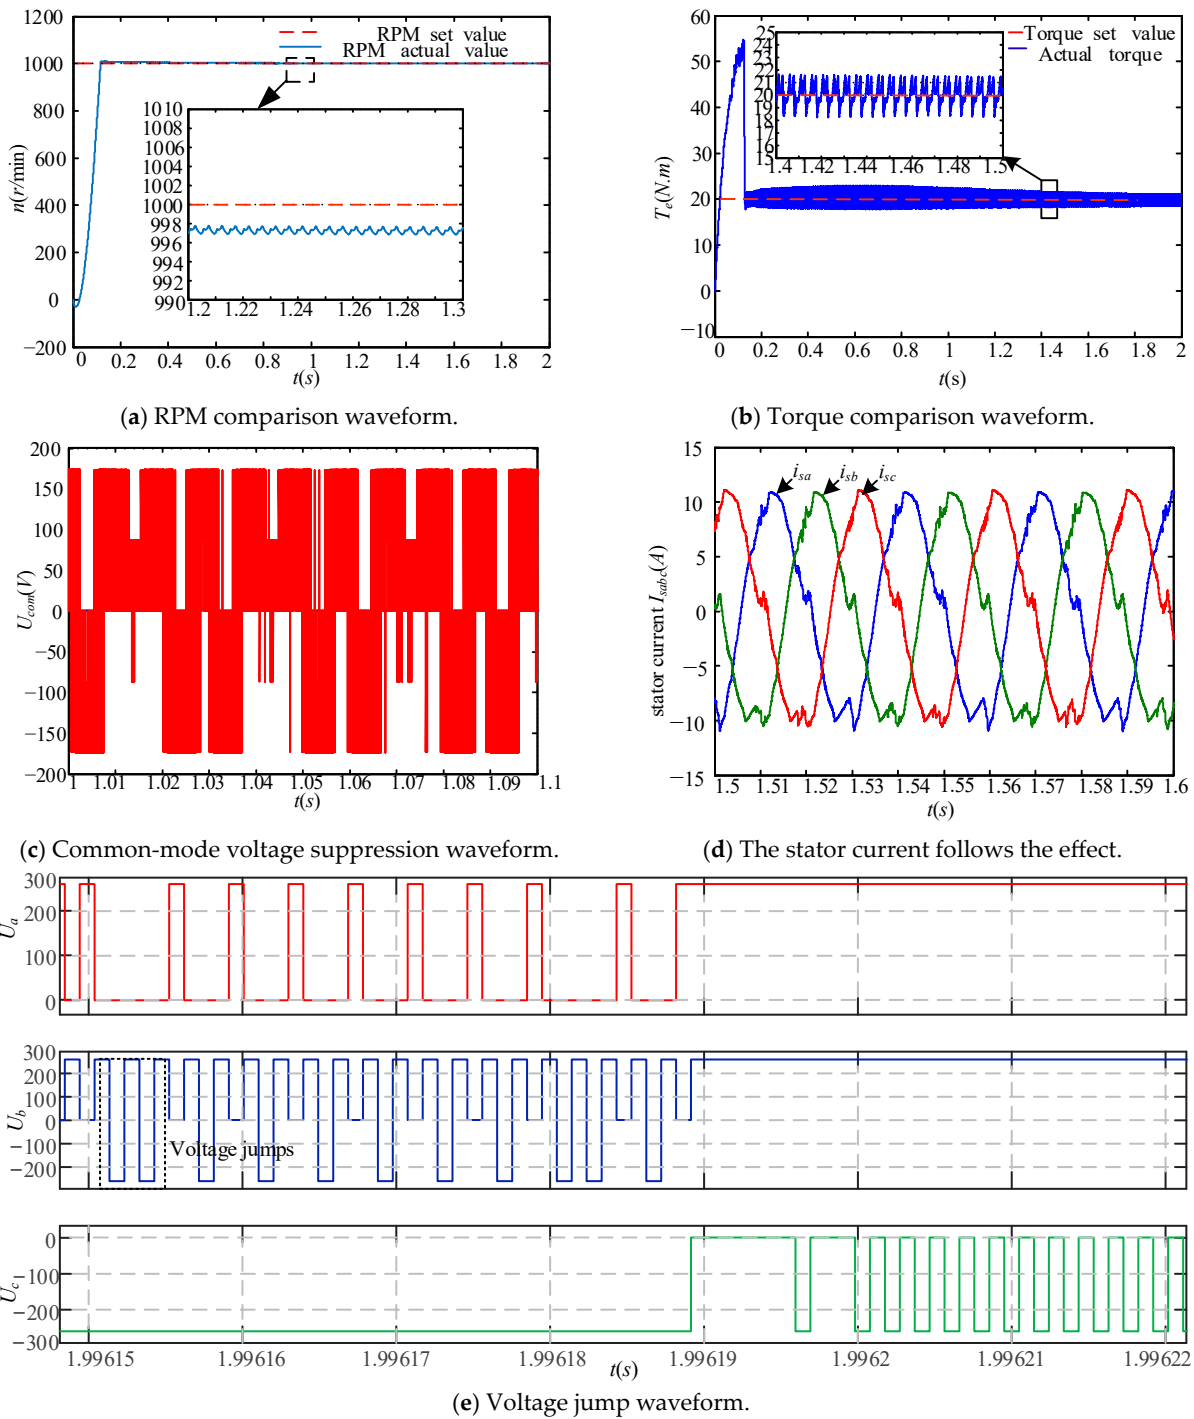 1200
1000
800
600
400
200
0
−200
n(r/min)
RPM set value
RPM actual value
1010
1008
1006
1004
1002
1000
998
996
994
992
990
1.2 1.22 1.24 1.26 1.28 1.3
0 0.2 0.4 0.6 0.8 1 1.2 1.4 1.6 1.8 2
t(s)
(a) RPM comparison waveform.
60
50
40
30
20
10
0
−10
Te(N.m)
Torque set value
Actual torque
25
24
23
22
21
20
19
18
17
16
15
1.4 1.42 1.44 1.46 1.48 1.5
0 0.2 0.4 0.6 0.8 1 1.2 1.4 1.6 1.8 2
t(s)
(b) Torque comparison waveform.
200
150
100
50
0
−50
−100
−150
−200
Ucom(V)
1 1.01 1.02 1.03 1.04 1.05 1.06 1.07 1.08 1.09 1.1
t(s)
(c) Common-mode voltage suppression waveform.
15
10
5
0
−5
−10
−15
stator current Isabc(A)
isa isb isc
1.5 1.51 1.52 1.53 1.54 1.55 1.56 1.57 1.58 1.59 1.6
t(s)
(d) The stator current follows the effect.
300
200
100
0
Ua
300
200
100
0
−100
−200
Ub
Voltage jumps
0
−100
−200
−300
Uc
1.99615 1.99616 1.99617 1.99618 1.99619 1.9962 1.99621 1.99622
t(s)
(e) Voltage jump waveform.